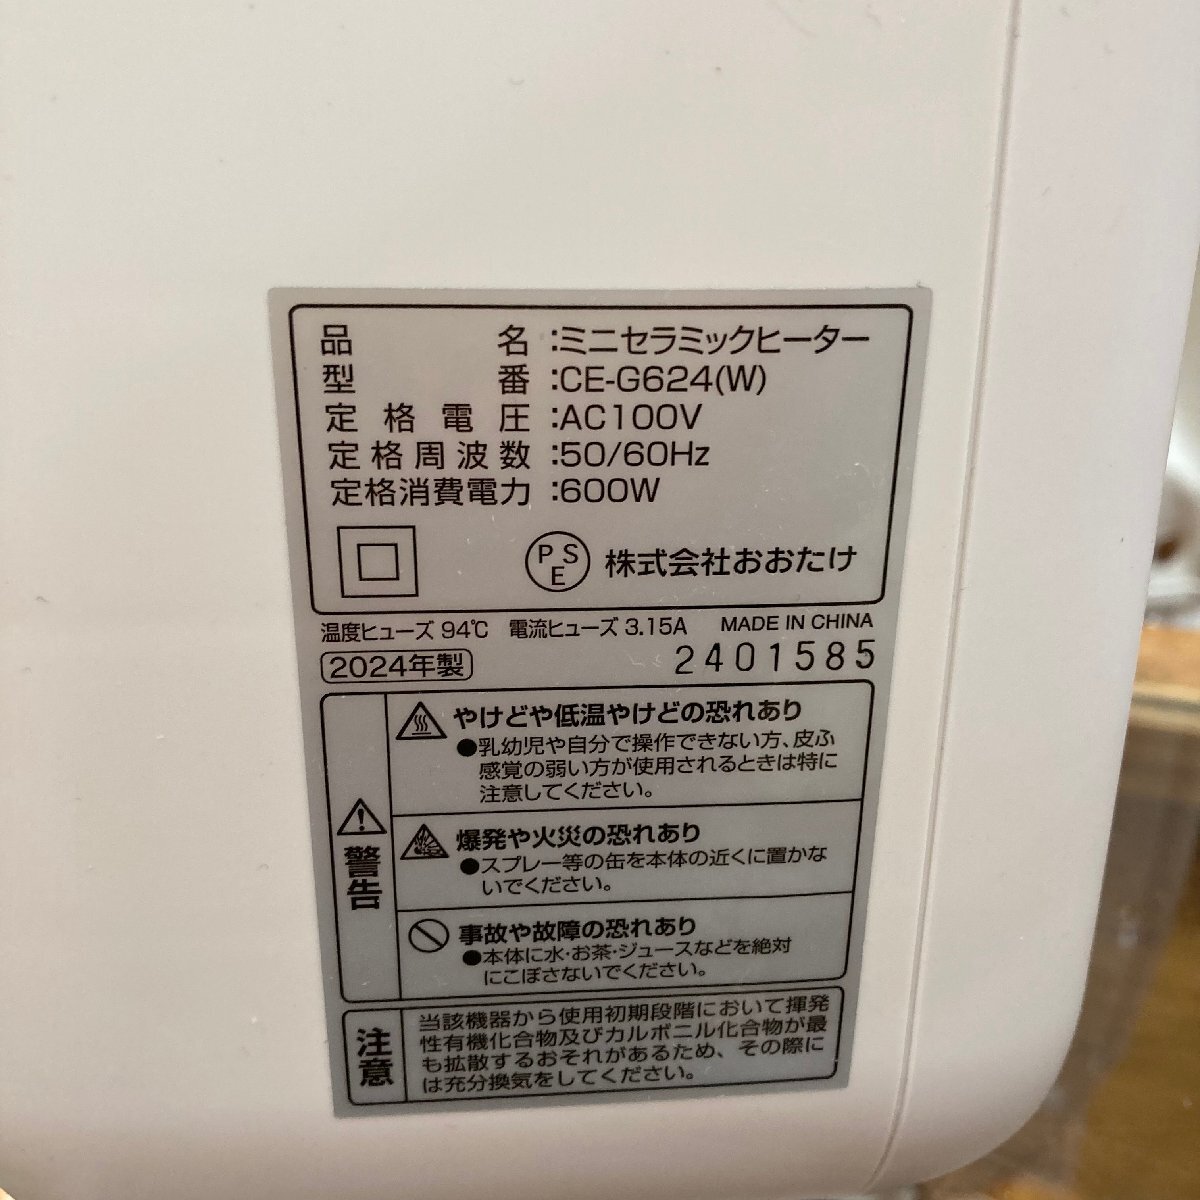 品名:ミニセラミックヒーター
型番:CE-G624(W)
定格電圧:AC100V
定格周波数:50/60Hz
定格消費電力:600W
PSE 株式会社おおたけ
温度ヒューズ 94℃ 電流ヒューズ 3.15A MADE IN CHINA
2024年製 2401585
警告
やけどや低温やけどの恐れあり
●乳幼児や自分で操作できない方、皮ふ
感覚の弱い方が使用されるときは特に
注意してください。
爆発や火災の恐れあり
●スプレー等の缶を本体の近くに置かな
いでください。
事故や故障の恐れあり
●本体に水・お茶・ジュースなどを絶対
にこぼさないでください。
注意
当該機器から使用初期段階において揮発
性有機化合物及びカルボニル化合物が最
も拡散するおそれがあるため、その際に
は充分換気をしてください。